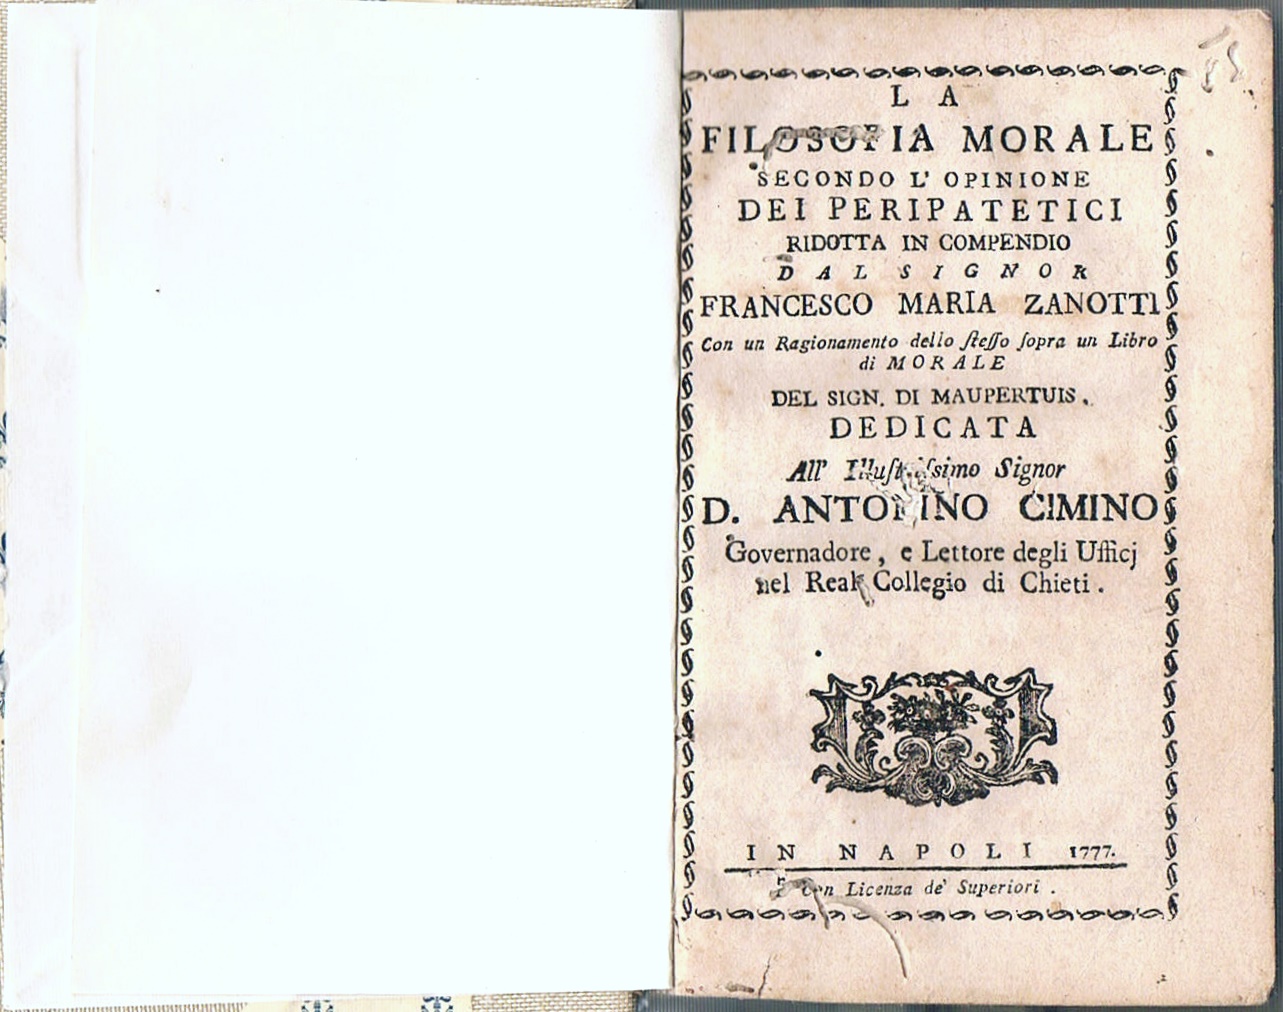 LA
FILOSOFIA MORALE
SECONDO L' OPINIONE
DEI PERIPATETICI
RIDOTTA IN COMPENDIO
DAL SIGNOR
FRANCESCO MARIA ZANOTTI
Con un Ragionamento dello ſteſſo ſopra un Libro
di MORALE
DEL SIGN. DI MAUPERTUIS.
DEDICATA
All' Illuſtriſsimo Signor
D. ANTONINO CIMINO
Governadore, e Lettore degli Ufficj
nel Real Collegio di Chieti.
IN NAPOLI 1777.
Con Licenza de' Superiori.